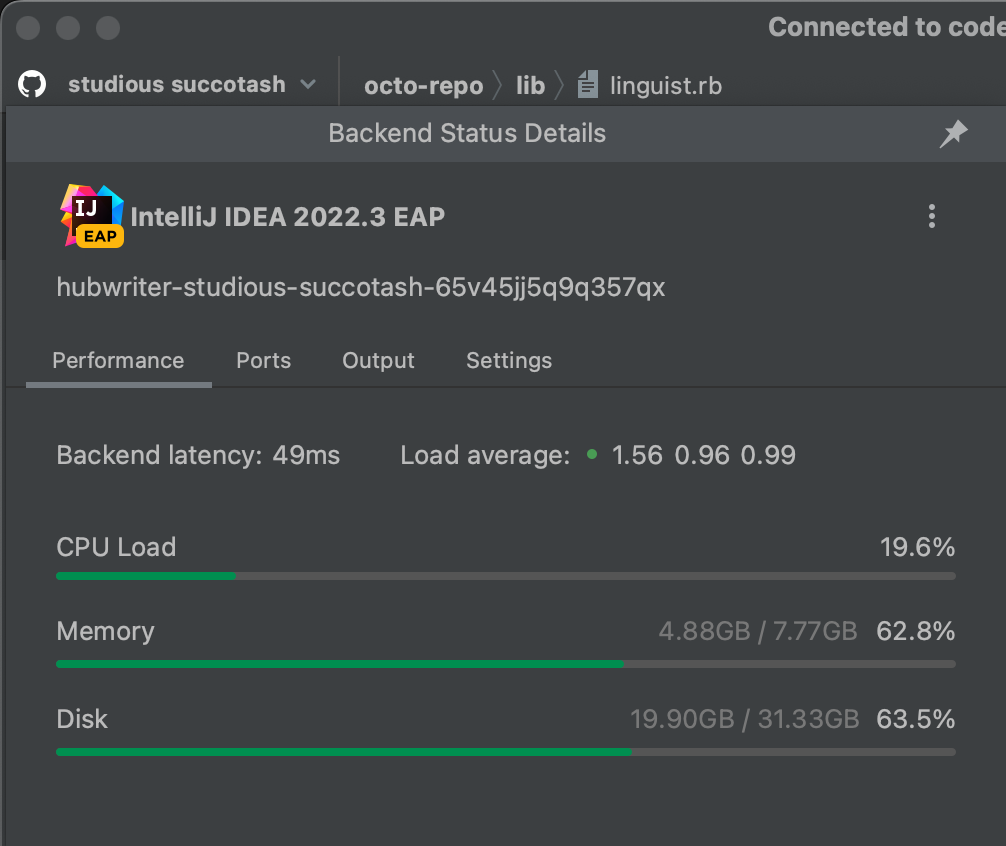 Connected to code
studious succotash
octo-repo lib linguist.rb
Backend Status Details
IJ
EAP
IntelliJ IDEA 2022.3 EAP
hubwriter-studious-succotash-65v45jj5q9q357qx
Performance Ports Output Settings
Backend latency: 49ms Load average: • 1.56 0.96 0.99
CPU Load 19.6%
Memory 4.88GB / 7.77GB 62.8%
Disk 19.90GB / 31.33GB 63.5%